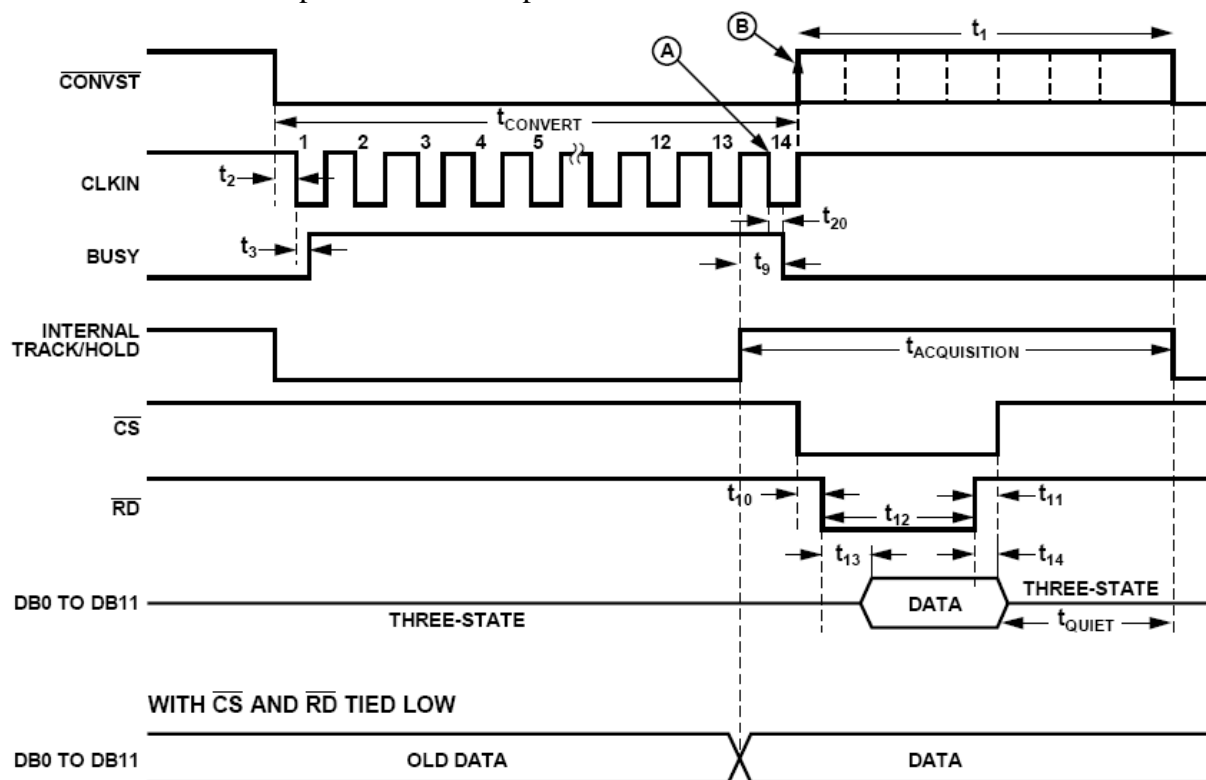 B
t1
A
CONVST
tCONVERT
1 2 3 4 5 12 13 14
CLKIN
t2
t20
t3
BUSY
t9
INTERNAL
TRACK/HOLD
tACQUISITION
CS
t10
t11
RD
t12
t13
t14
DB0 TO DB11
DATA
THREE-STATE
THREE-STATE
tQUIET
WITH CS AND RD TIED LOW
DB0 TO DB11
OLD DATA
DATA